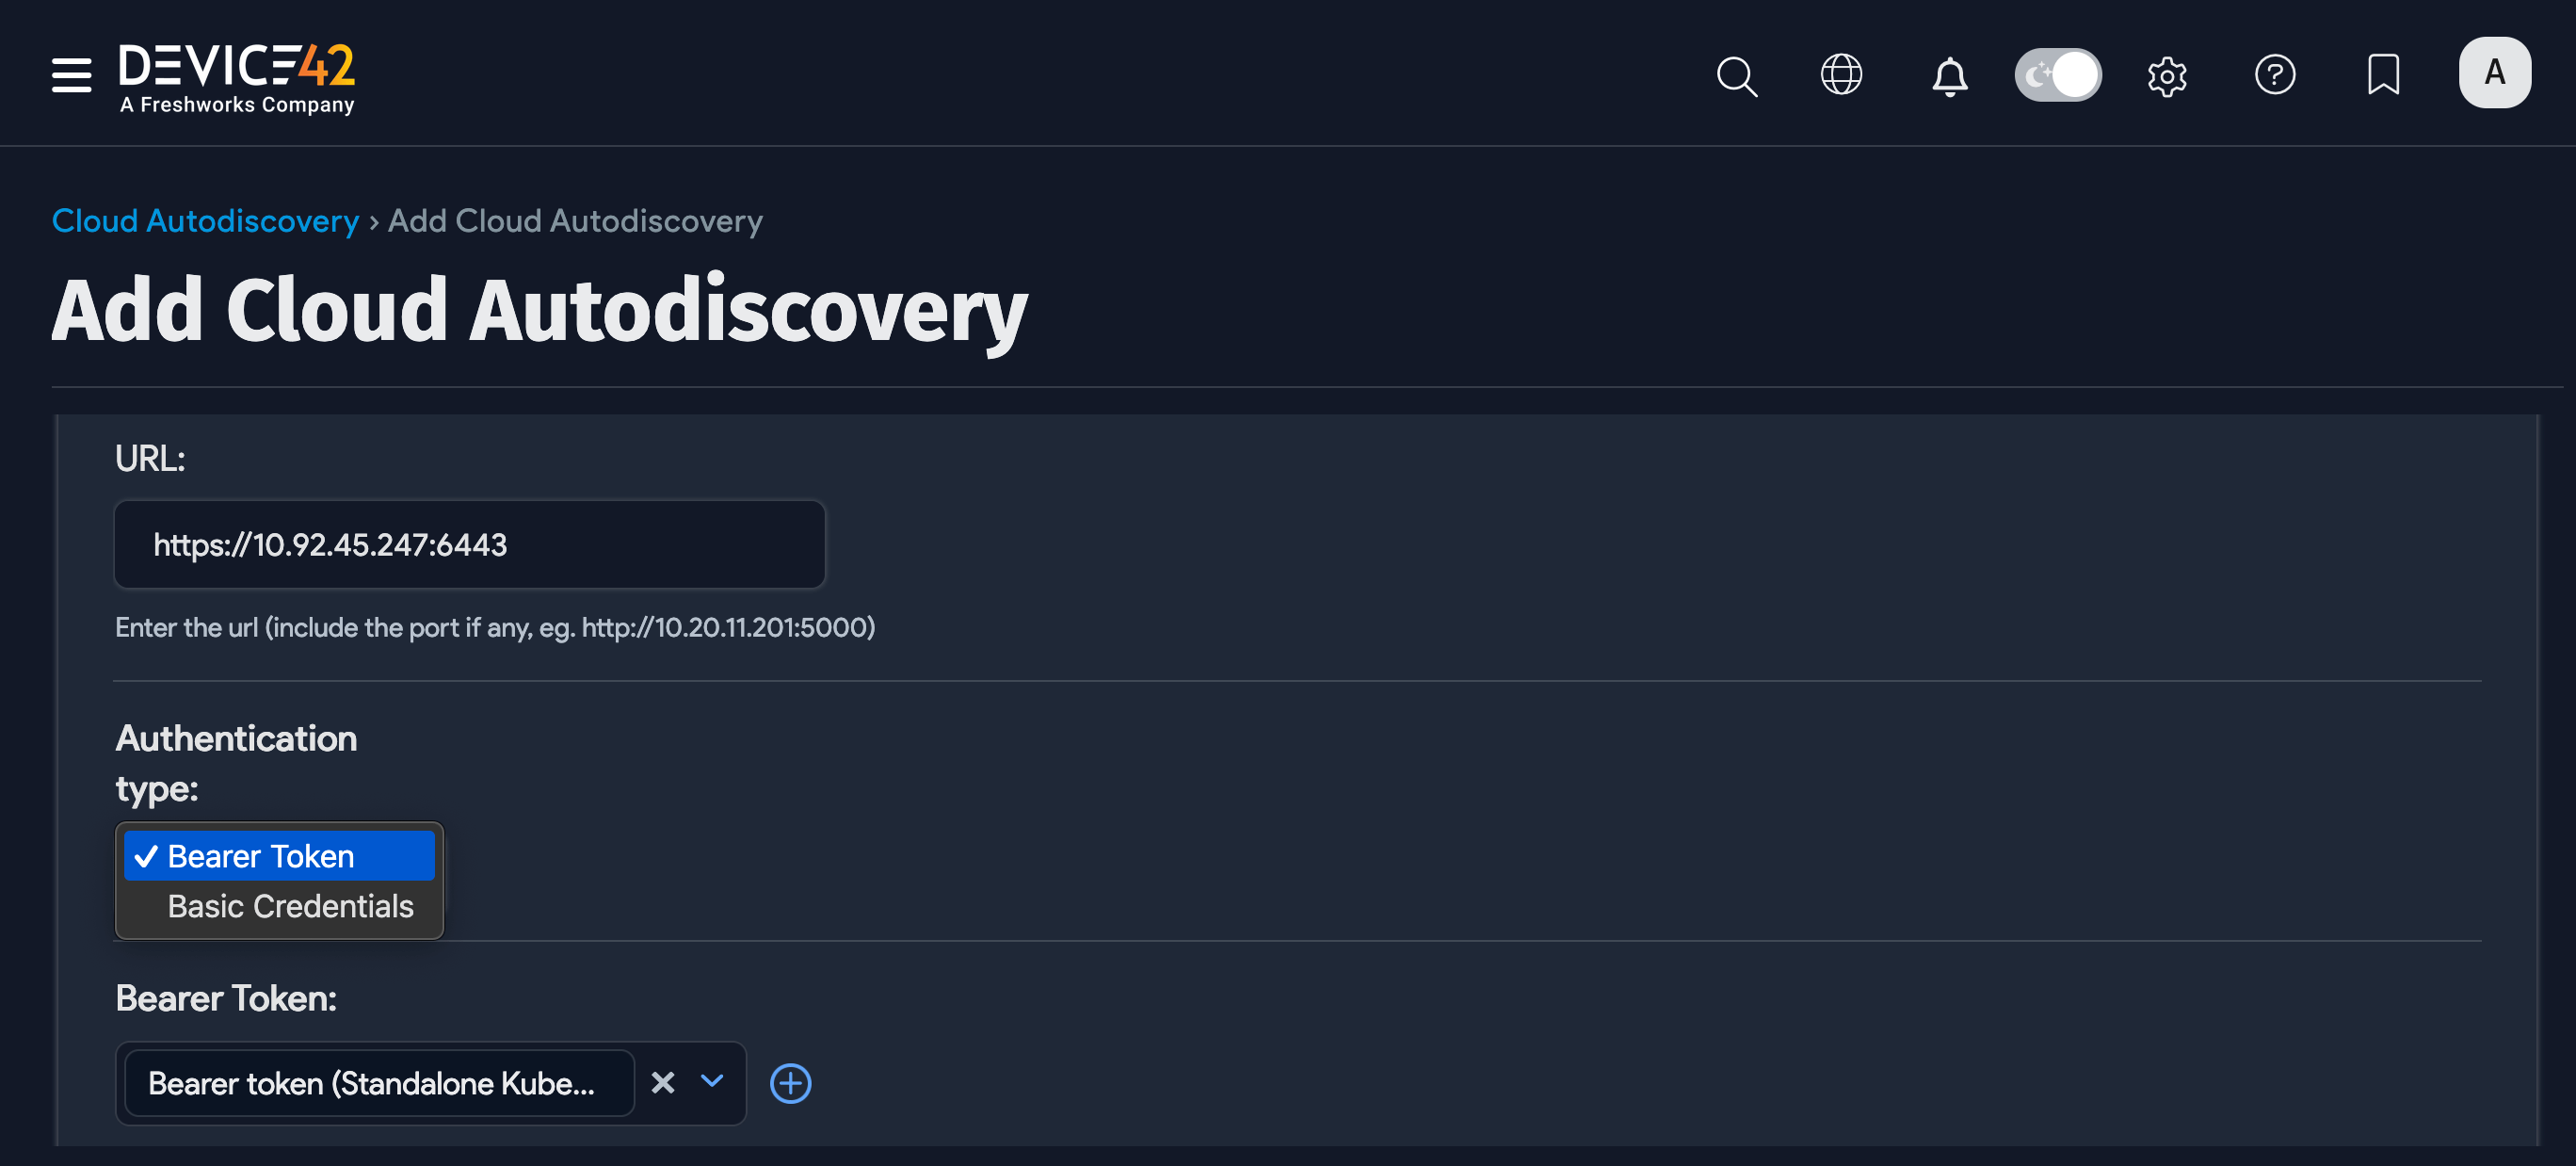 DEVICE42
A Freshworks Company
A
Cloud Autodiscovery › Add Cloud Autodiscovery
Add Cloud Autodiscovery
URL:
https://10.92.45.247:6443
Enter the url (include the port if any, eg. http://10.20.11.201:5000)
Authentication
type:
✓ Bearer Token
Basic Credentials
Bearer Token:
Bearer token (Standalone Kube...